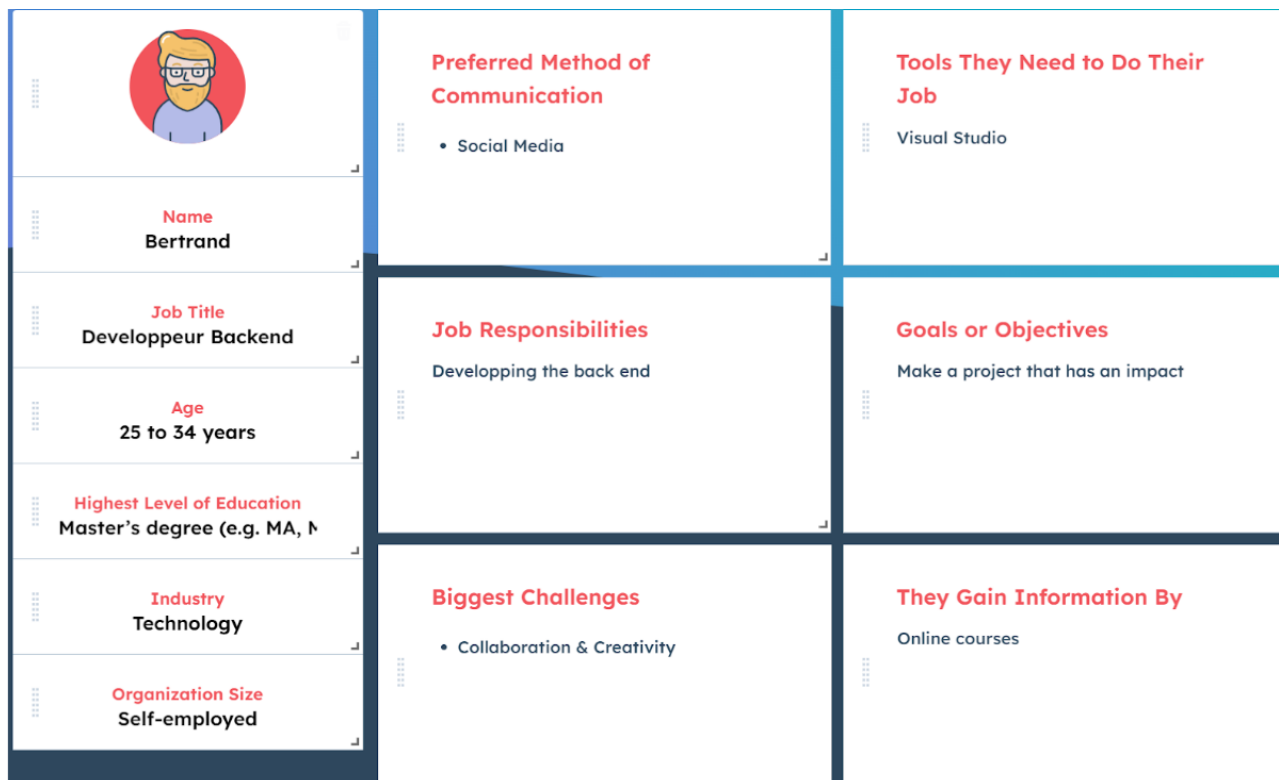 Name
Bertrand
Job Title
Developpeur Backend
Age
25 to 34 years
Highest Level of Education
Master’s degree (e.g. MA,
Industry
Technology
Organization Size
Self-employed
Preferred Method of
Communication
• Social Media
Tools They Need to Do Their
Job
Visual Studio
Job Responsibilities
Developping the back end
Goals or Objectives
Make a project that has an impact
Biggest Challenges
• Collaboration & Creativity
They Gain Information By
Online courses